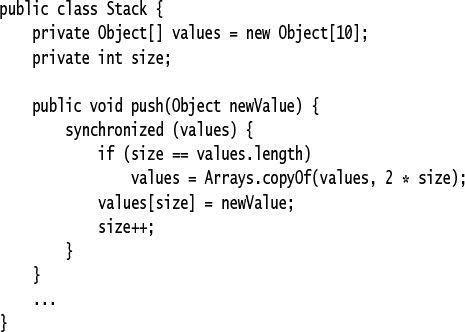 public class Stack {
    private Object[] values = new Object[10];
    private int size;

    public void push(Object newValue) {
        synchronized (values) {
            if (size == values.length)
                values = Arrays.copyOf(values, 2 * size);
            values[size] = newValue;
            size++;
        }
    }
    ...
}